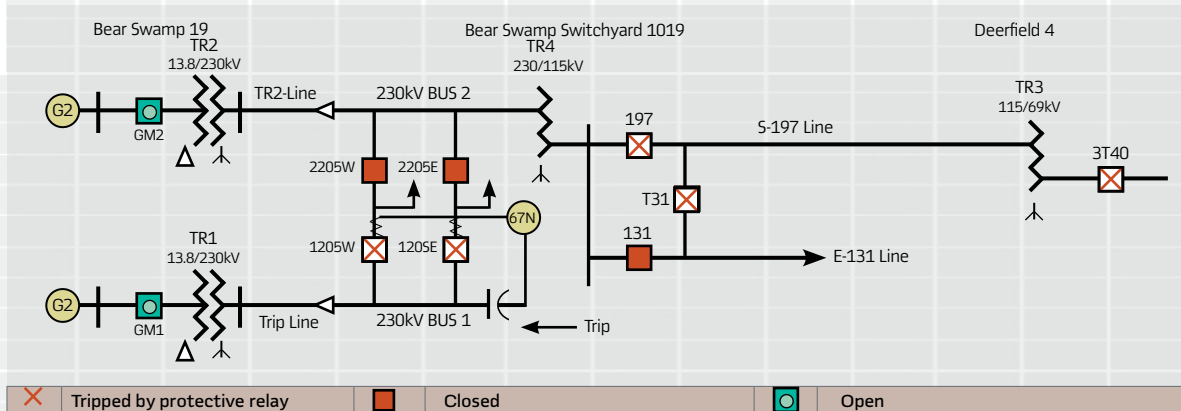 Bear Swamp 19
Bear Swamp Switchyard 1019
Deerfield 4
TR2
13.8/230kV
TR4
230/115kV
TR3
115/69kV
G2
GM2
TR2-Line
230kV BUS 2
197
S-197 Line
3T40
2205W
2205E
T31
67N
1205W
120SE
131
E-131 Line
TR1
13.8/230kV
G2
GM1
Trip Line
230kV BUS 1
Trip
Tripped by protective relay
Closed
Open